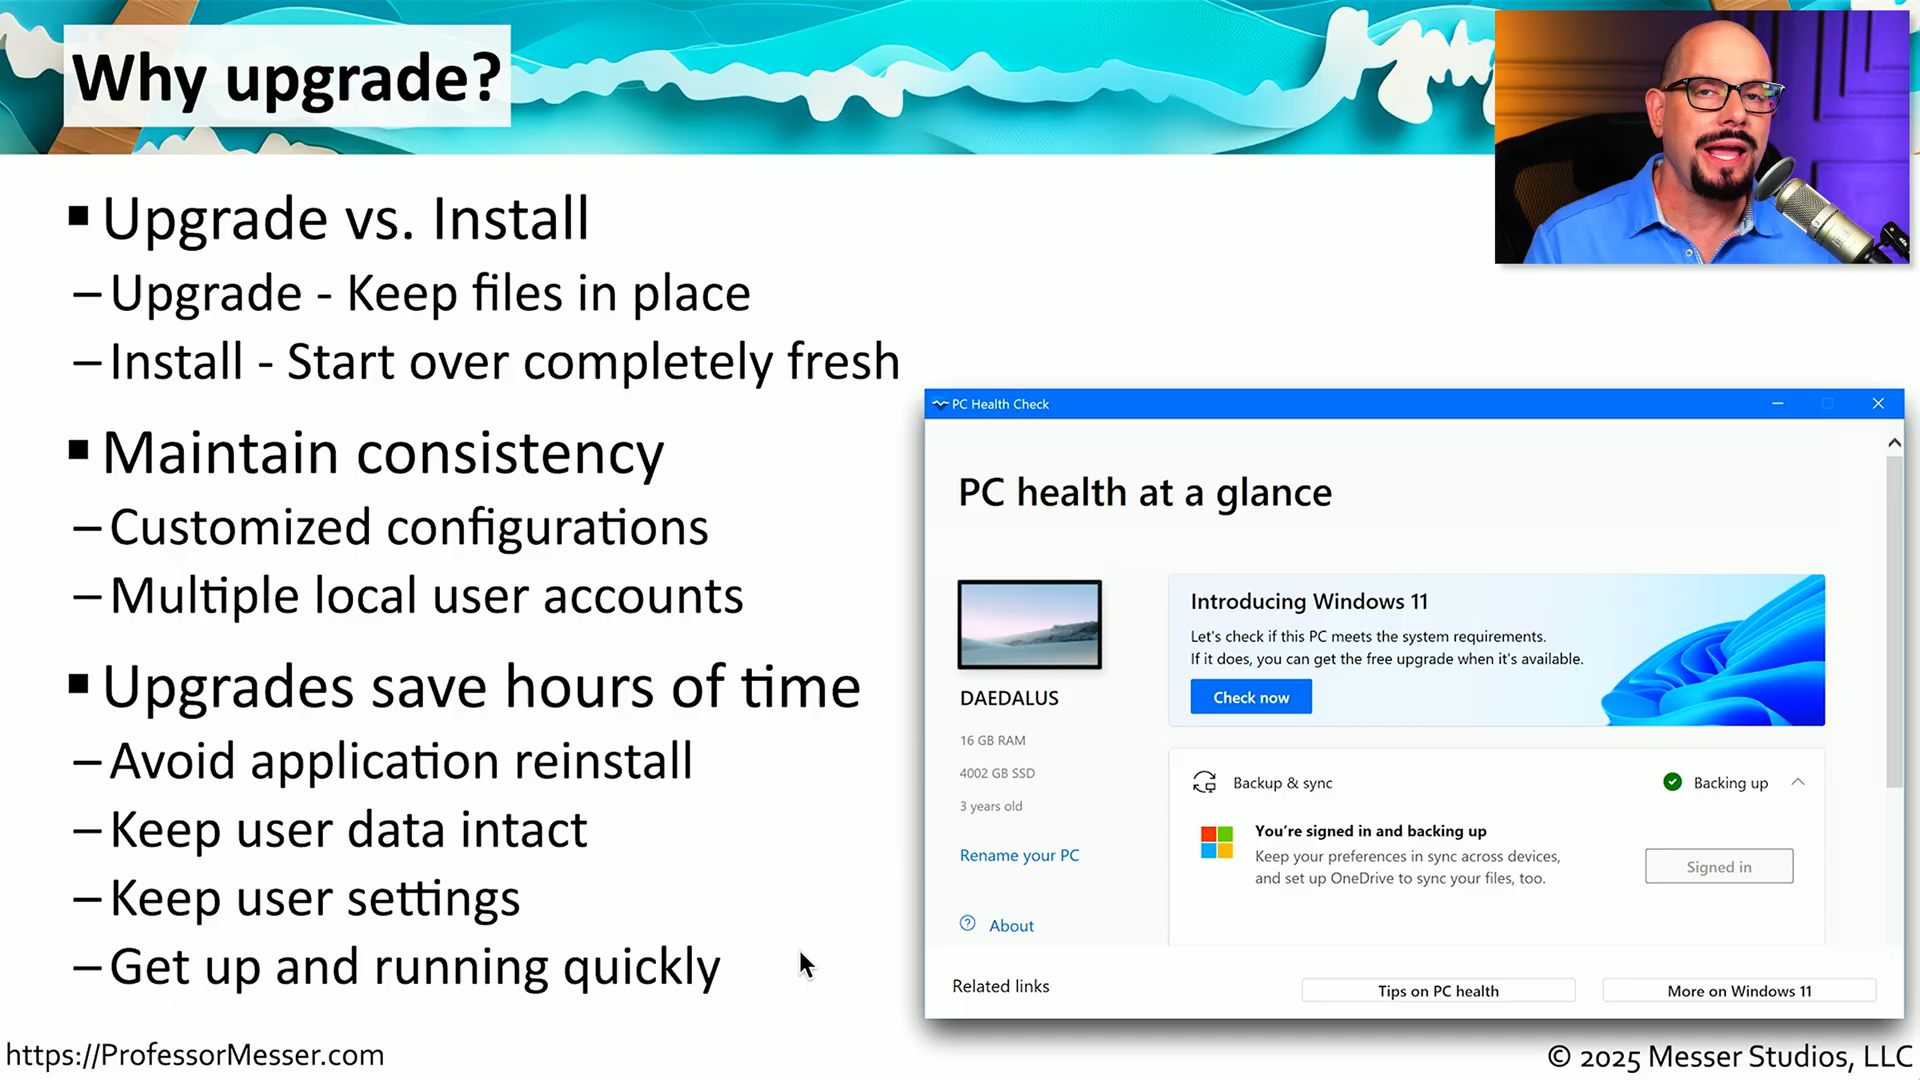 Why upgrade?
▪ Upgrade vs. Install
– Upgrade - Keep files in place
– Install - Start over completely fresh
▪ Maintain consistency
– Customized configurations
– Multiple local user accounts
▪ Upgrades save hours of time
– Avoid application reinstall
– Keep user data intact
– Keep user settings
– Get up and running quickly
PC Health Check
PC health at a glance
DAEDALUS
16 GB RAM
4002 GB SSD
3 years old
Rename your PC
About
Introducing Windows 11
Let's check if this PC meets the system requirements.
If it does, you can get the free upgrade when it's available.
Check now
Backup & sync
Backing up
You're signed in and backing up
Keep your preferences in sync across devices,
and set up OneDrive to sync your files, too.
Signed in
Related links
Tips on PC health
More on Windows 11
https://ProfessorMesser.com
© 2025 Messer Studios, LLC